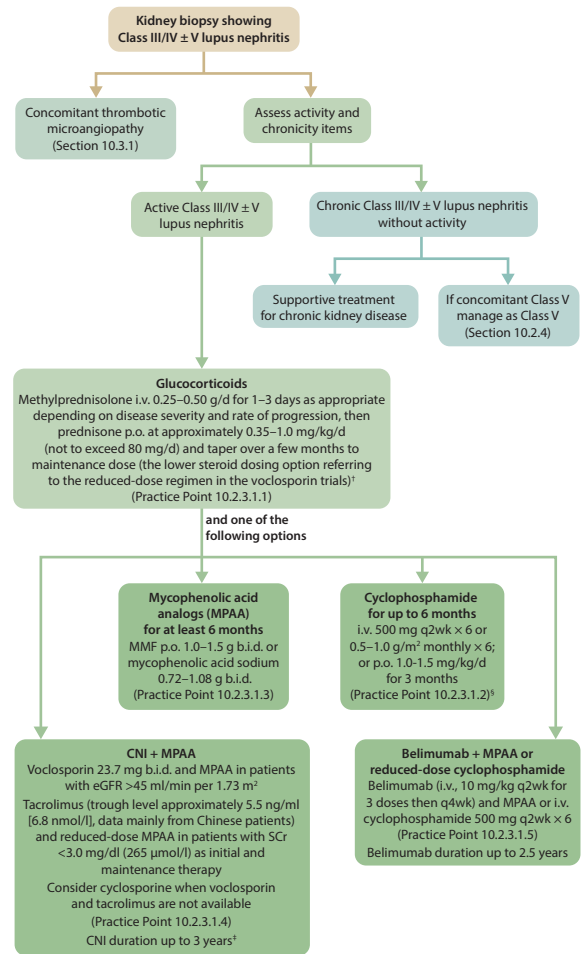 Kidney biopsy showing
Class III/IV ± V lupus nephritis
Concomitant thrombotic
microangiopathy
(Section 10.3.1)
Assess activity and
chronicity items
Active Class III/IV ± V
lupus nephritis
Chronic Class III/IV ± V lupus nephritis
without activity
Supportive treatment
for chronic kidney disease
If concomitant Class V
manage as Class V
(Section 10.2.4)
Glucocorticoids
Methylprednisolone i.v. 0.25–0.50 g/d for 1–3 days as appropriate
depending on disease severity and rate of progression, then
prednisone p.o. at approximately 0.35–1.0 mg/kg/d
(not to exceed 80 mg/d) and taper over a few months to
maintenance dose (the lower steroid dosing option referring
to the reduced-dose regimen in the voclosporin trials)†
(Practice Point 10.2.3.1.1)
and one of the
following options
Mycophenolic acid
analogs (MPAA)
for at least 6 months
MMF p.o. 1.0–1.5 g b.i.d. or
mycophenolic acid sodium
0.72–1.08 g b.i.d.
(Practice Point 10.2.3.1.3)
Cyclophosphamide
for up to 6 months
i.v. 500 mg q2wk × 6 or
0.5–1.0 g/m² monthly × 6;
or p.o. 1.0-1.5 mg/kg/d
for 3 months
(Practice Point 10.2.3.1.2)§
CNI + MPAA
Voclosporin 23.7 mg b.i.d. and MPAA in patients
with eGFR >45 ml/min per 1.73 m²
Tacrolimus (trough level approximately 5.5 ng/ml
[6.8 nmol/l], data mainly from Chinese patients)
and reduced-dose MPAA in patients with SCr
<3.0 mg/dl (265 µmol/l) as initial and
maintenance therapy
Consider cyclosporine when voclosporin
and tacrolimus are not available
(Practice Point 10.2.3.1.4)
CNI duration up to 3 years‡
Belimumab + MPAA or
reduced-dose cyclophosphamide
Belimumab (i.v., 10 mg/kg q2wk for
3 doses then q4wk) and MPAA or i.v.
cyclophosphamide 500 mg q2wk × 6
(Practice Point 10.2.3.1.5)
Belimumab duration up to 2.5 years